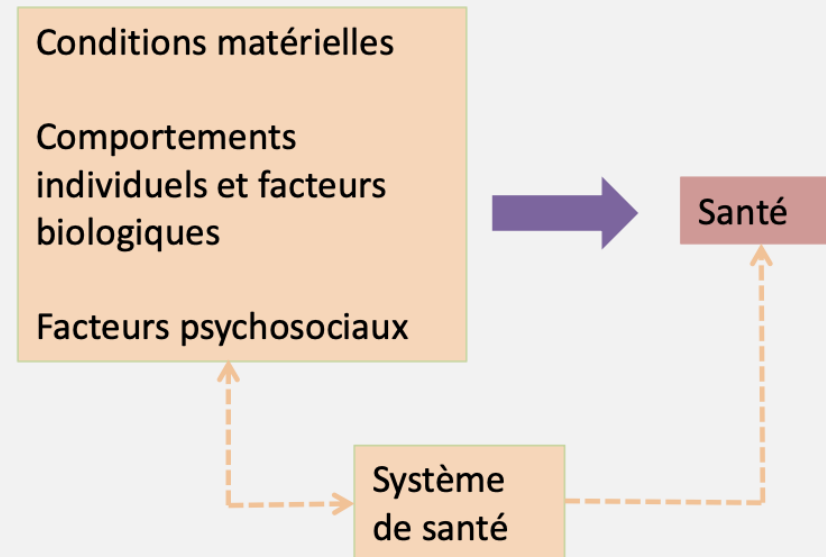 Conditions matérielles
Comportements
individuels et facteurs
biologiques
Facteurs psychosociaux
Santé
Système
de santé